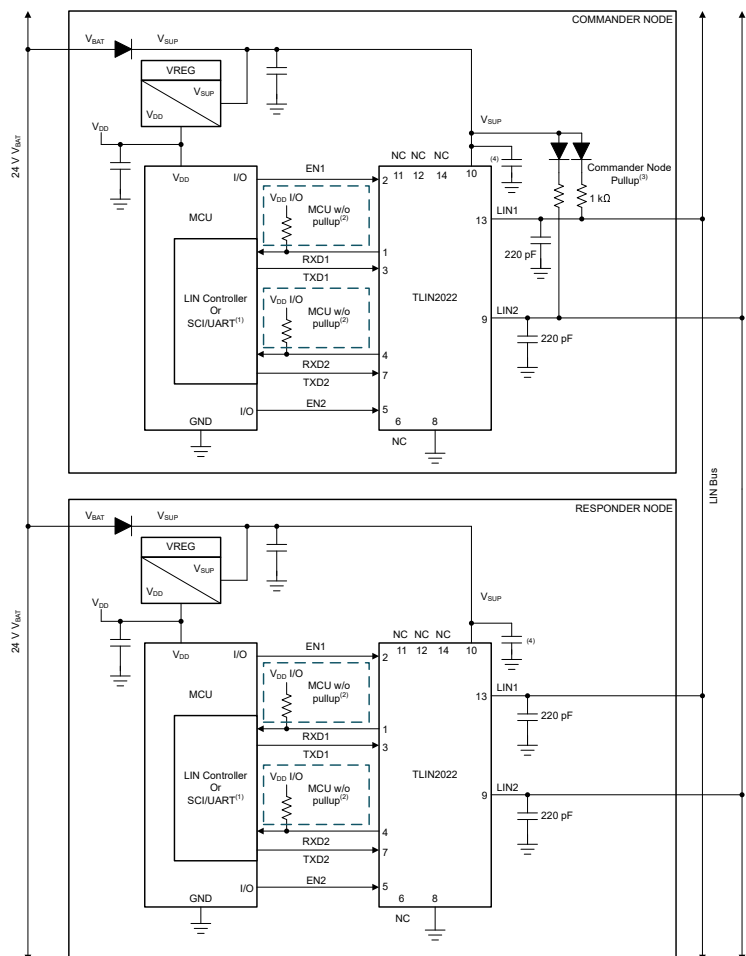 COMMANDER NODE
VBAT
VSUP
VREG
VSUP
VDD
VDD
24 V VBAT
VSUP
NC NC NC
(4)
11 12 14 10
Commander Node
Pullup(3)
1 kΩ
VDD
I/O
EN1
2
MCU
VDD I/O
MCU w/o
pullup(2)
LIN1
13
1
RXD1
3
TXD1
220 pF
LIN Controller
Or
SCI/UART(1)
VDD I/O
MCU w/o
pullup(2)
TLIN2022
LIN2
9
4
220 pF
RXD2
7
TXD2
I/O
EN2
5
GND
6 8
NC
LIN Bus
RESPONDER NODE
VBAT
VSUP
VREG
VSUP
VDD
VDD
24 V VBAT
VSUP
NC NC NC
(4)
11 12 14 10
VDD
I/O
EN1
2
MCU
VDD I/O
MCU w/o
pullup(2)
LIN1
13
220 pF
1
RXD1
3
TXD1
LIN Controller
Or
SCI/UART(1)
VDD I/O
MCU w/o
pullup(2)
TLIN2022
LIN2
9
220 pF
4
RXD2
7
TXD2
I/O
EN2
5
GND
6 8
NC